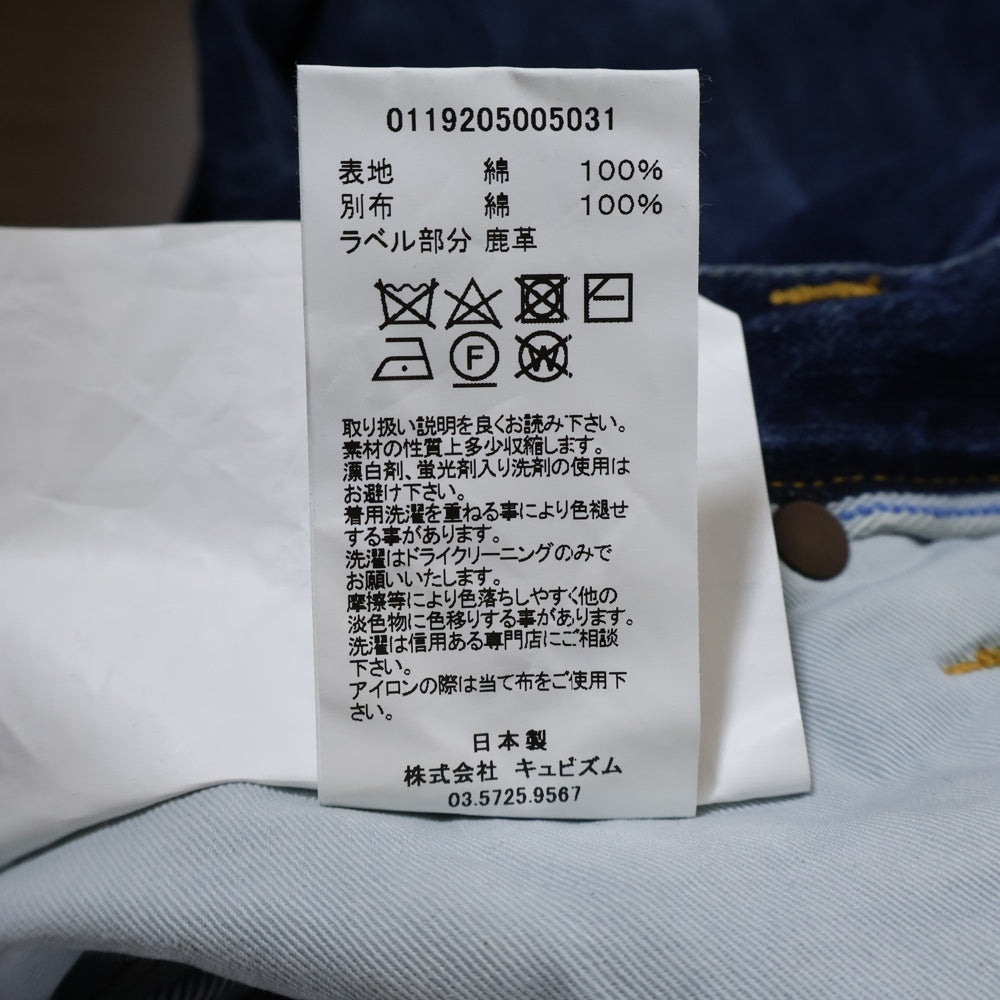 0119205005031
表地 綿 100%
別布 綿 100%
ラベル部分 鹿革
F
W
取り扱い説明を良くお読み下さい。
素材の性質上多少収縮します。
漂白剤、蛍光剤入り洗剤の使用は
お避け下さい。
着用洗濯を重ねる事により色褪せ
する事があります。
洗濯はドライクリーニングのみで
お願いいたします。
摩擦等により色落ちしやすく他の
淡色物に色移りする事があります。
洗濯は信用ある専門店にご相談
下さい。
アイロンの際は当て布をご使用下
さい。
日本製
株式会社 キュビズム
03.5725.9567